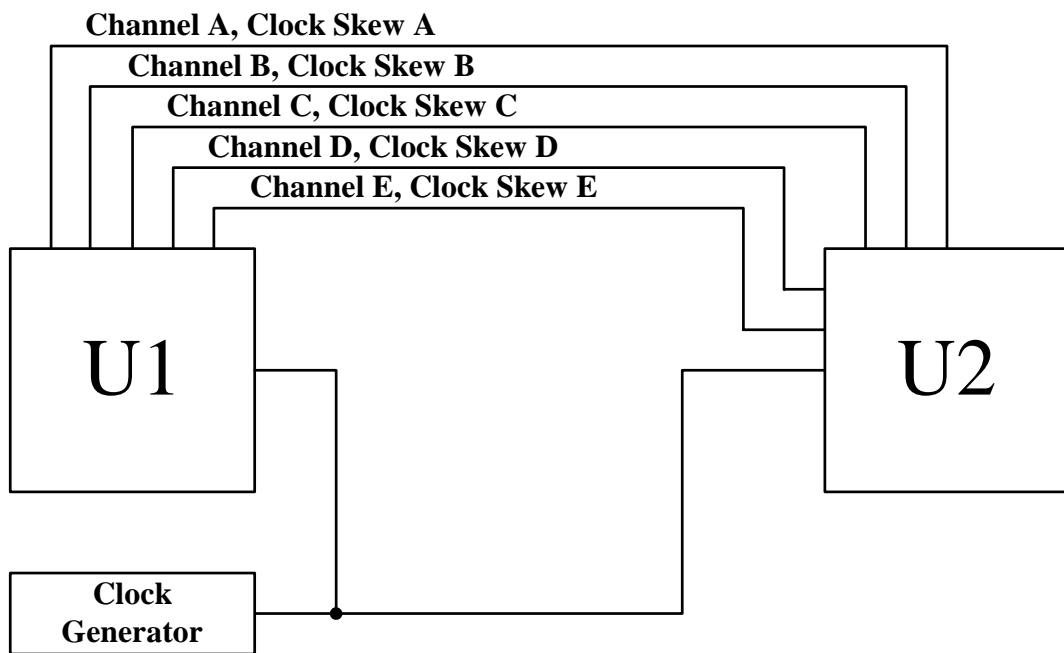 Channel A, Clock Skew A
Channel B, Clock Skew B
Channel C, Clock Skew C
Channel D, Clock Skew D
Channel E, Clock Skew E
U1
U2
Clock
Generator